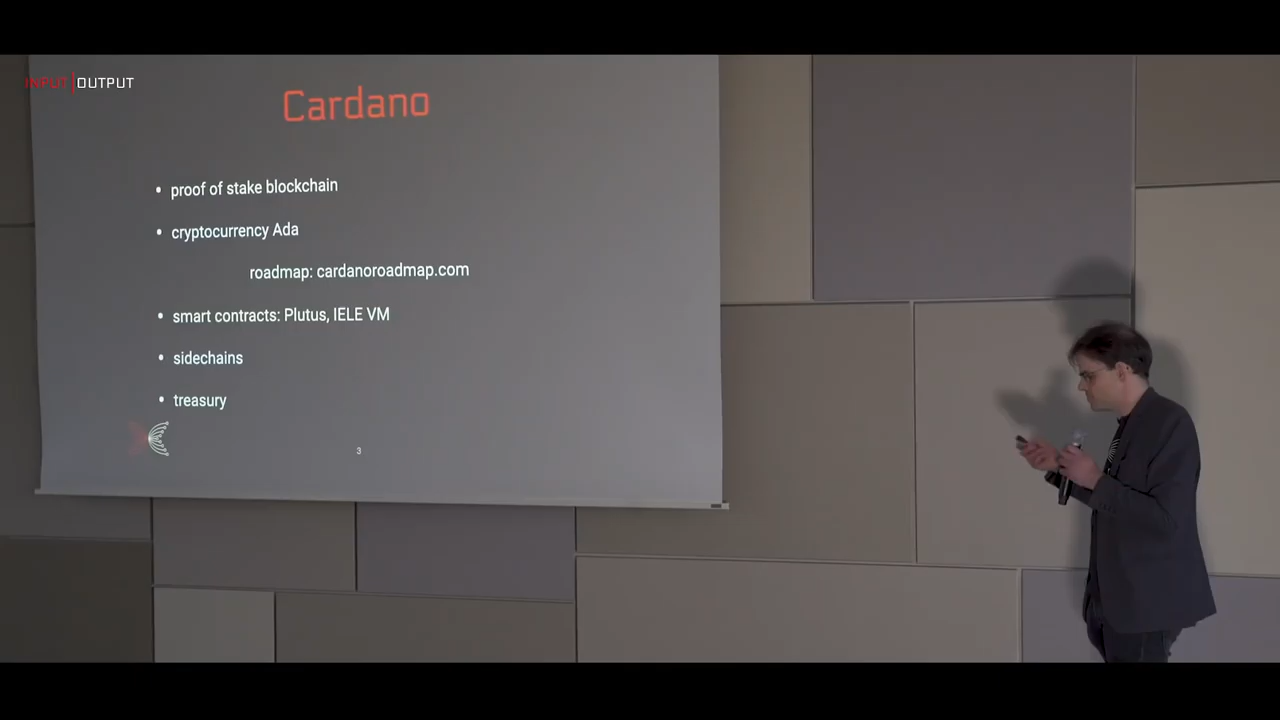 INPUT|OUTPUT
Cardano
• proof of stake blockchain
• cryptocurrency Ada
roadmap: cardanoroadmap.com
• smart contracts: Plutus, IELE VM
• sidechains
• treasury
3